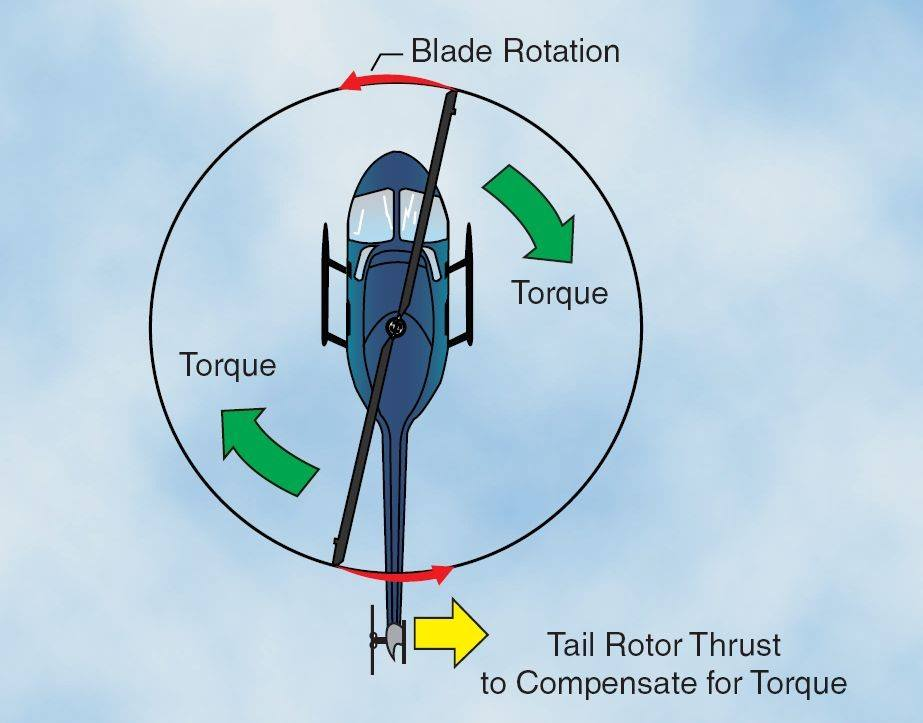 Blade Rotation
Torque
Torque
Tail Rotor Thrust
to Compensate for Torque